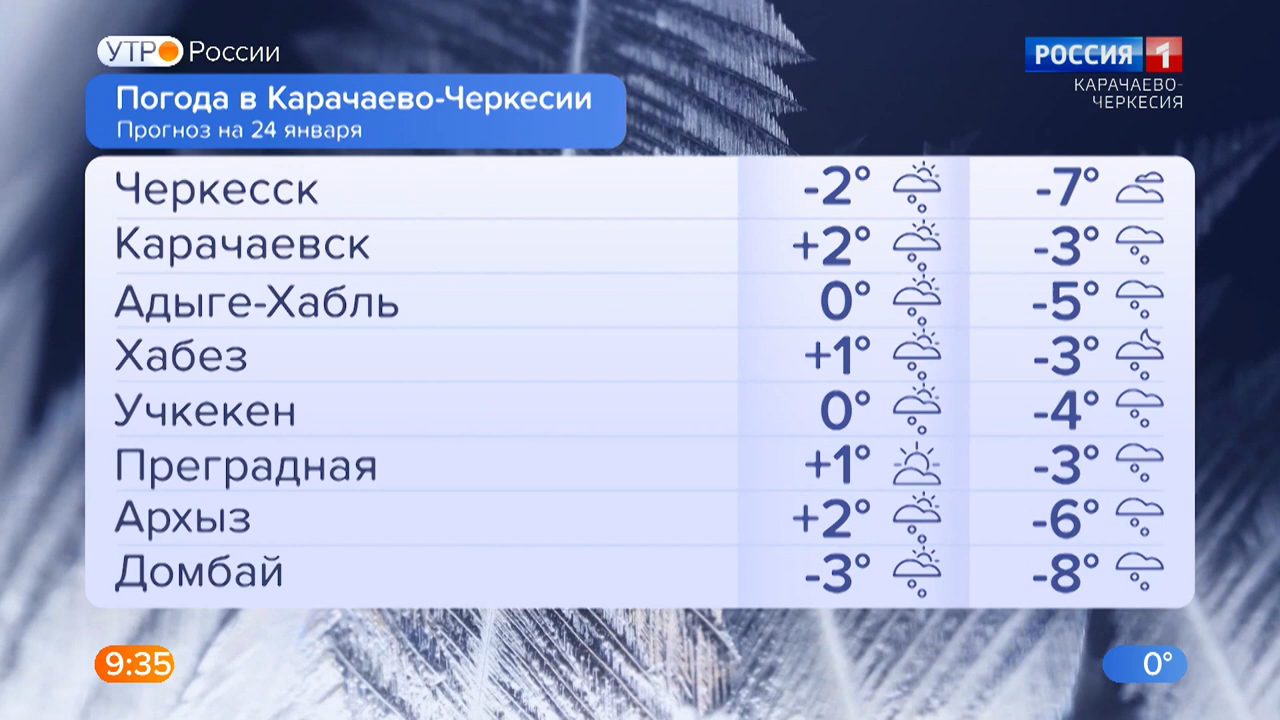 УТРО России
РОССИЯ 1
КАРАЧАЕВО-
ЧЕРКЕСИЯ
Погода в Карачаево-Черкесии
Прогноз на 24 января
Черкесск -2° -7°
Карачаевск +2° -3°
Адыге-Хабль 0° -5°
Хабез +1° -3°
Учкекен 0° -4°
Преградная +1° -3°
Архыз +2° -6°
Домбай -3° -8°
9:35 0°